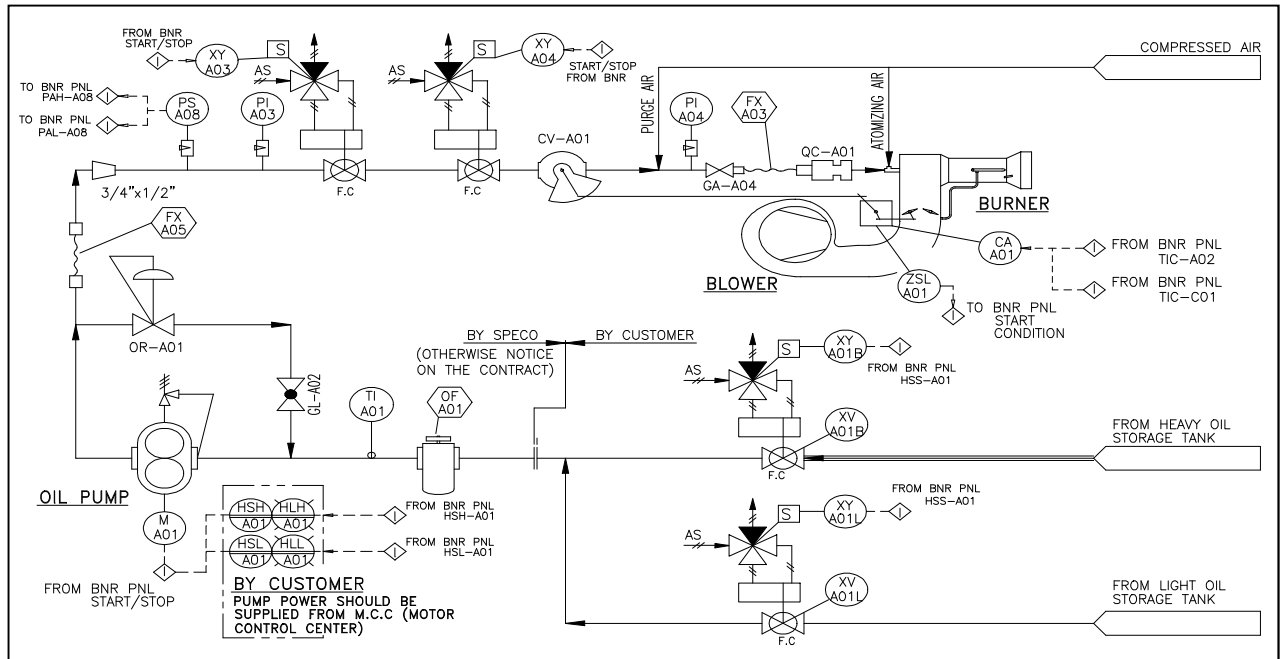 FROM BNR
START/STOP
XY
A03
S
AS
S
AS
XY
A04
I
START/STOP
FROM BNR
COMPRESSED AIR
I
TO BNR PNL
PAH-A08
I
TO BNR PNL
PAL-A08
I
PS
A08
PI
A03
F.C
F.C
CV-A01
PURGE AIR
PI
A04
FX
A03
GA-A04
QC-A01
ATOMIZING AIR
BURNER
3/4"x1/2"
FX
A05
BLOWER
CA
A01
I
FROM BNR PNL
TIC-A02
I
FROM BNR PNL
TIC-C01
ZSL
A01
I
TO BNR PNL
START
CONDITION
OR-A01
GL-A02
BY SPECO
BY CUSTOMER
(OTHERWISE NOTICE
ON THE CONTRACT)
TI
A01
OF
A01
AS
S
XY
A01B
I
FROM BNR PNL
HSS-A01
XV
A01B
F.C
FROM HEAVY OIL
STORAGE TANK
OIL PUMP
M
A01
I
FROM BNR PNL
START/STOP
HSH
A01
HLH
A01
HSL
A01
HLL
A01
I
FROM BNR PNL
HSH-A01
I
FROM BNR PNL
HSL-A01
BY CUSTOMER
PUMP POWER SHOULD BE
SUPPLIED FROM M.C.C (MOTOR
CONTROL CENTER)
AS
S
XY
A01L
I
FROM BNR PNL
HSS-A01
XV
A01L
F.C
FROM LIGHT OIL
STORAGE TANK